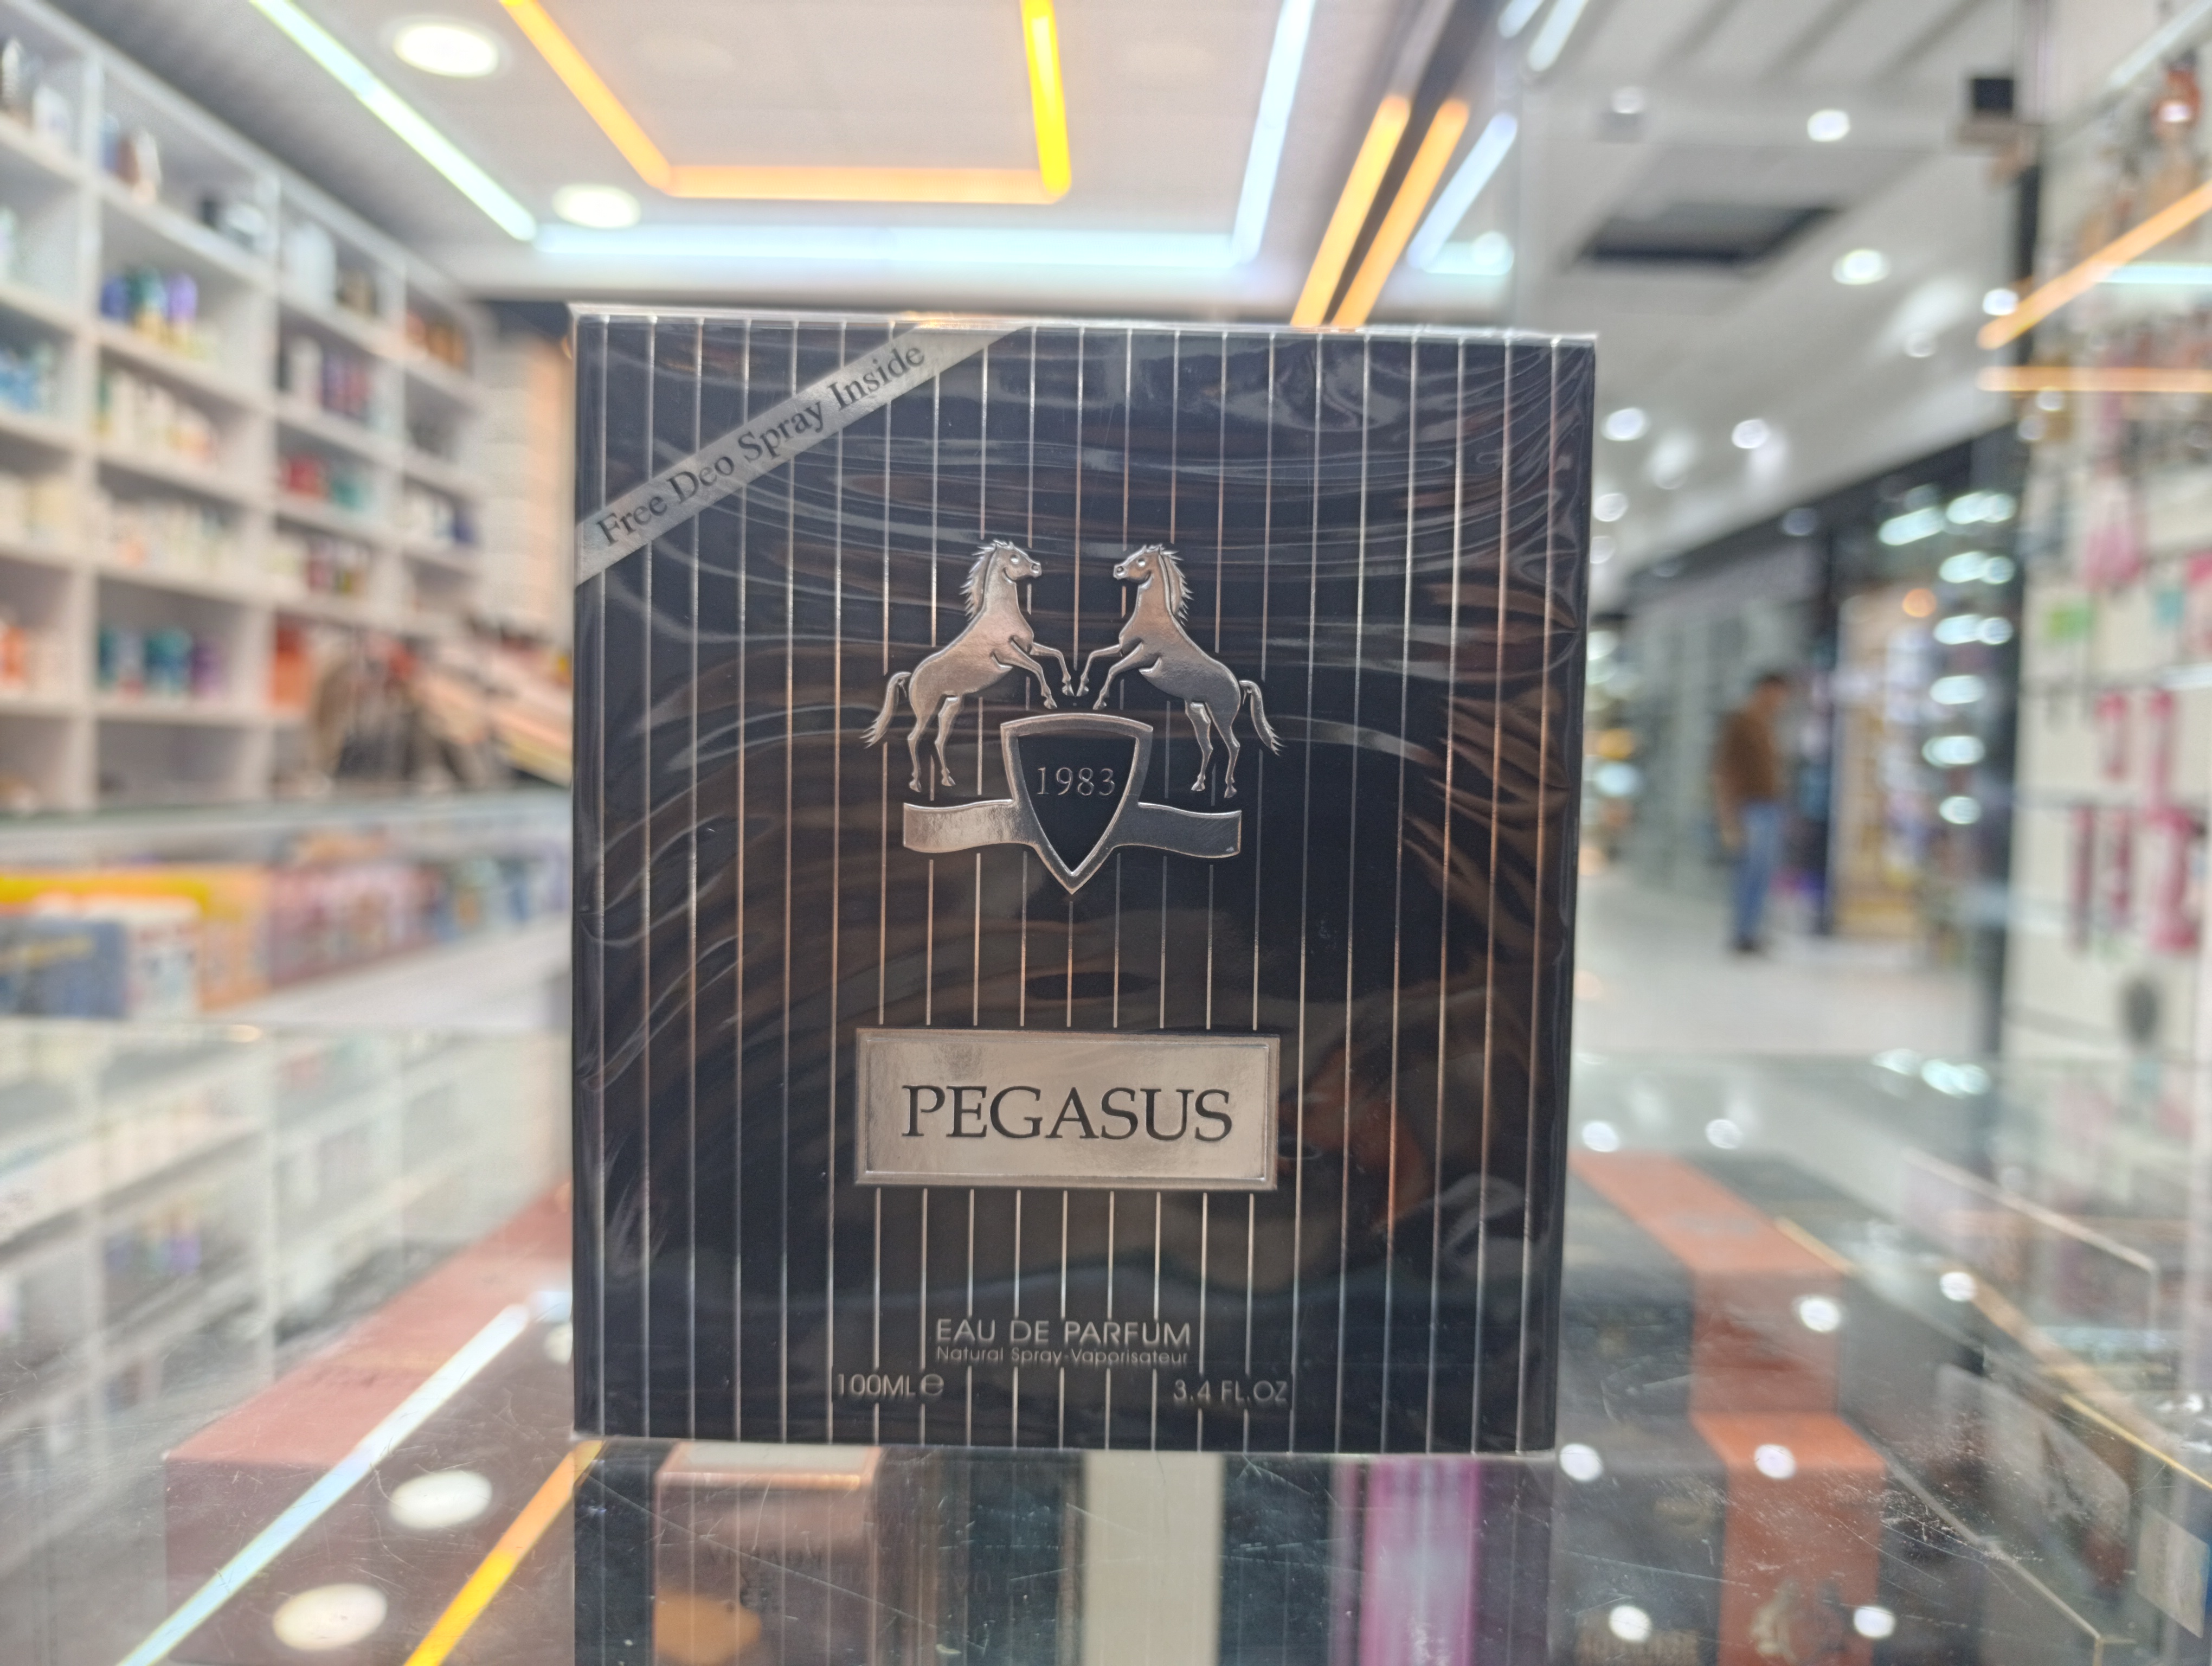 Free Deo Spray Inside
1983
PEGASUS
EAU DE PARFUM
Natural Spray-Vaporisateur
100ML℮ 3.4 FL.OZ